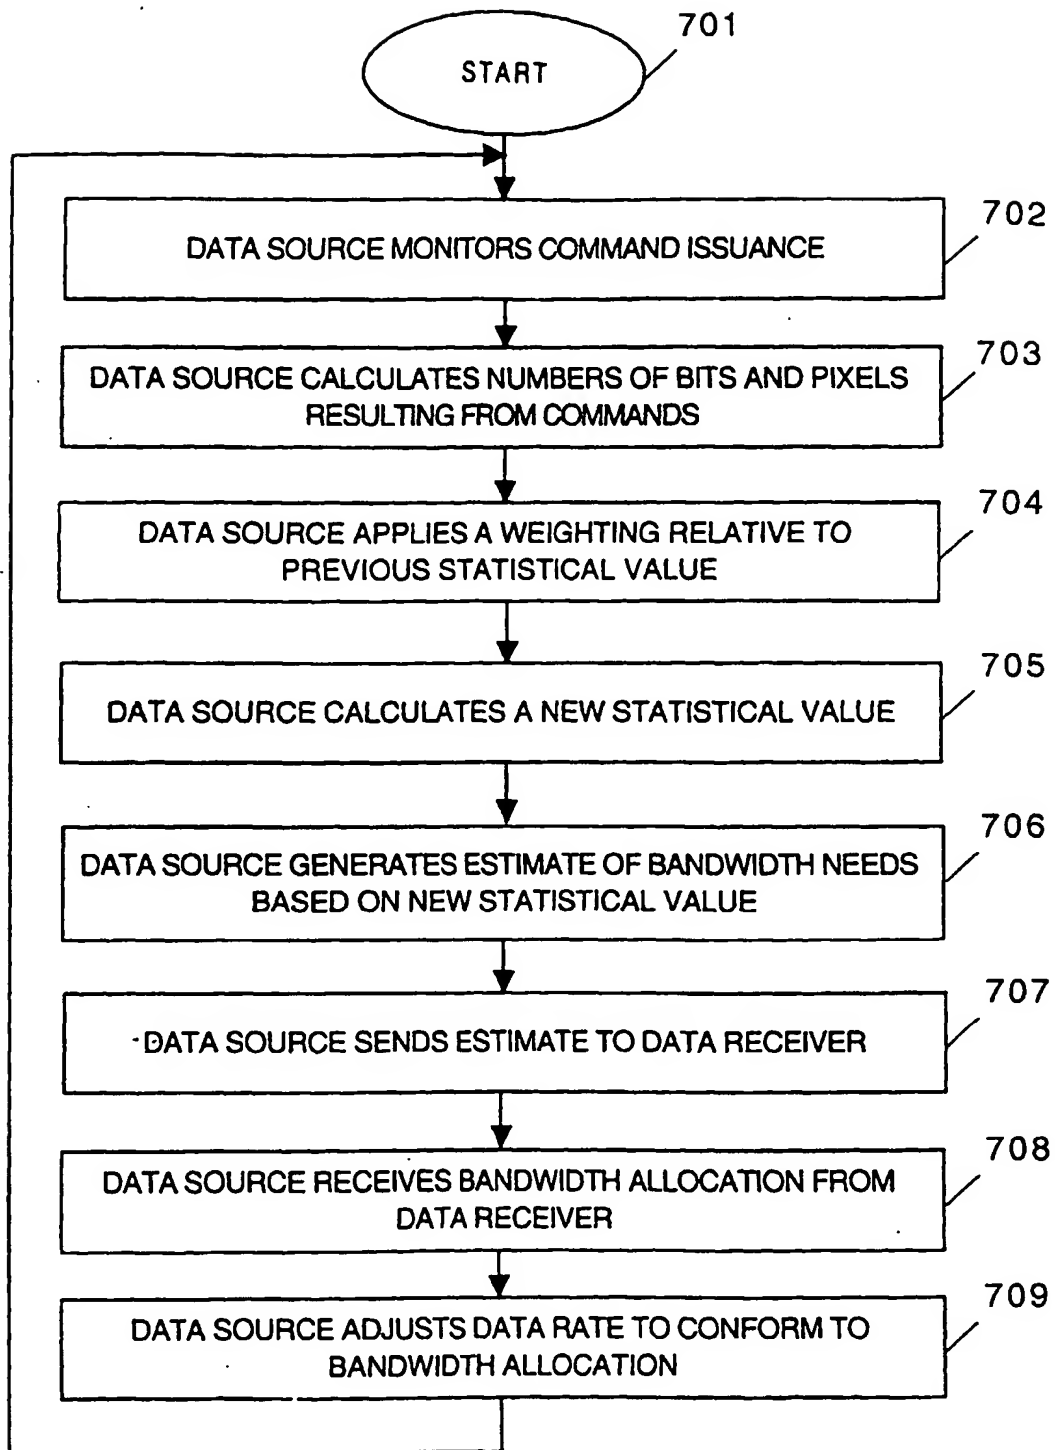 701
START
702
DATA SOURCE MONITORS COMMAND ISSUANCE
703
DATA SOURCE CALCULATES NUMBERS OF BITS AND PIXELS
RESULTING FROM COMMANDS
704
DATA SOURCE APPLIES A WEIGHTING RELATIVE TO
PREVIOUS STATISTICAL VALUE
705
DATA SOURCE CALCULATES A NEW STATISTICAL VALUE
706
DATA SOURCE GENERATES ESTIMATE OF BANDWIDTH NEEDS
BASED ON NEW STATISTICAL VALUE
707
DATA SOURCE SENDS ESTIMATE TO DATA RECEIVER
708
DATA SOURCE RECEIVES BANDWIDTH ALLOCATION FROM
DATA RECEIVER
709
DATA SOURCE ADJUSTS DATA RATE TO CONFORM TO
BANDWIDTH ALLOCATION